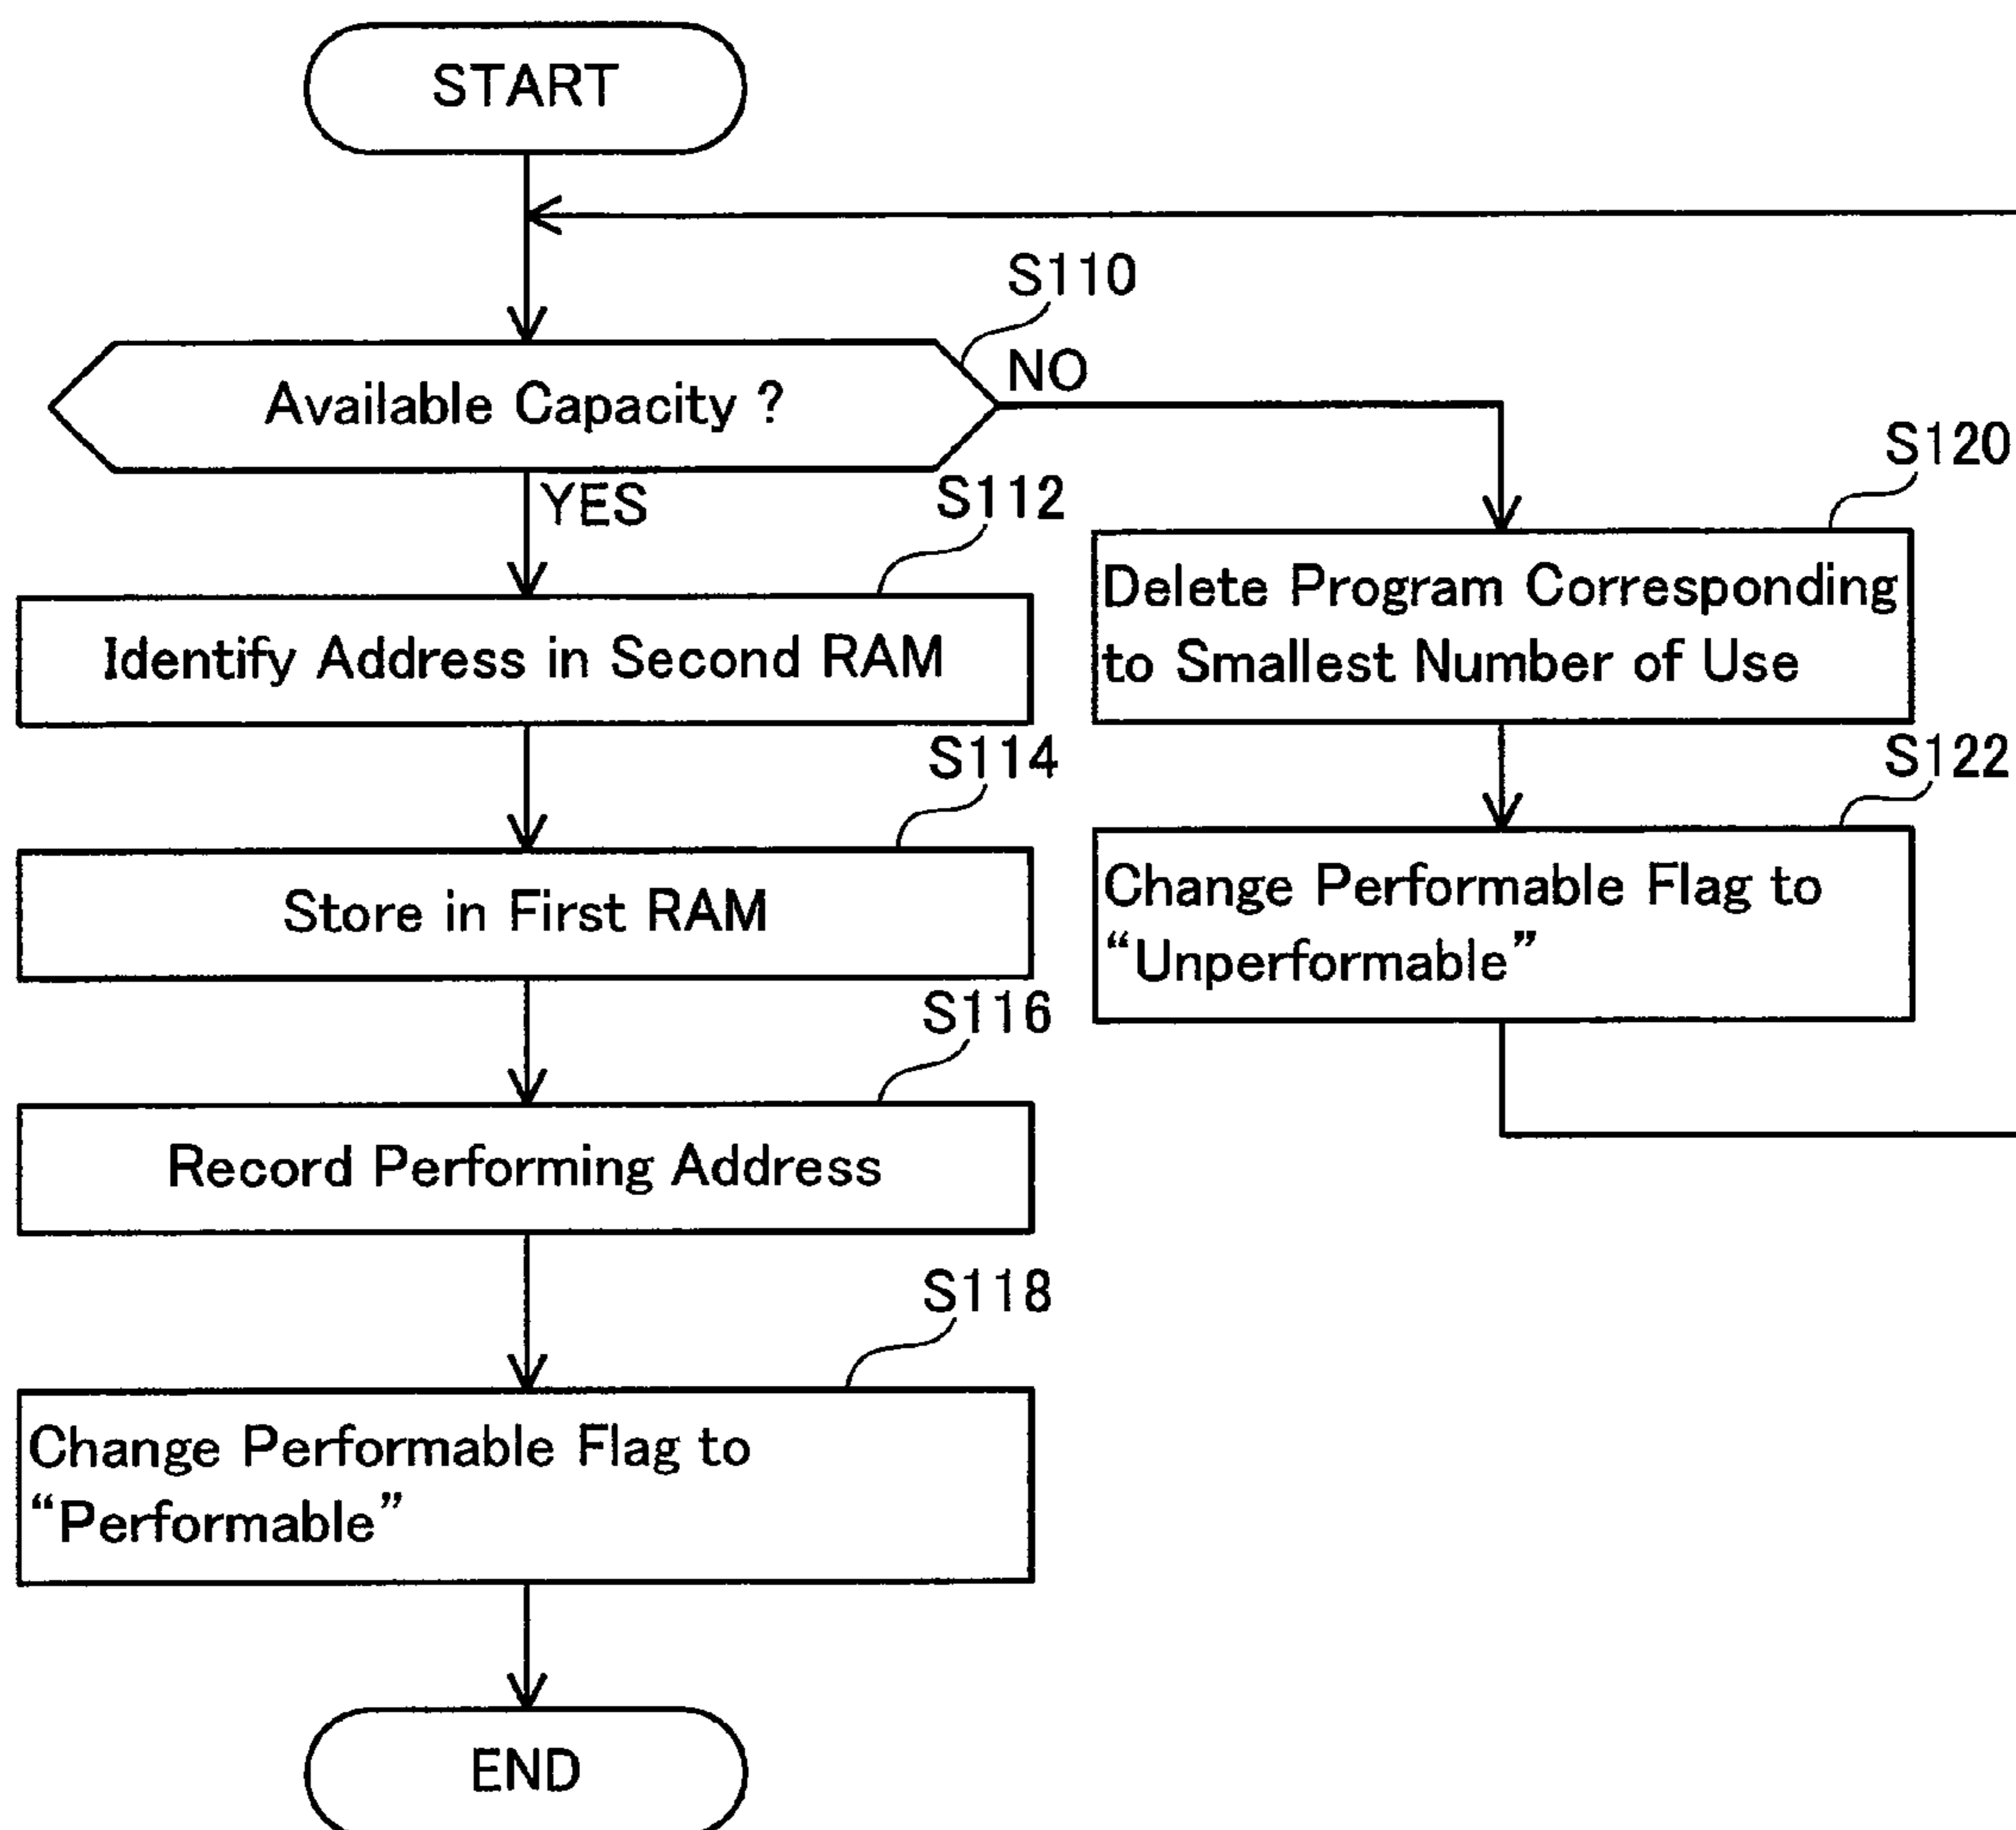 START
S110
Available Capacity ?
NO
YES
S112
Identify Address in Second RAM
S114
Store in First RAM
S116
Record Performing Address
S118
Change Performable Flag to
“Performable”
END
S120
Delete Program Corresponding
to Smallest Number of Use
S122
Change Performable Flag to
“Unperformable”